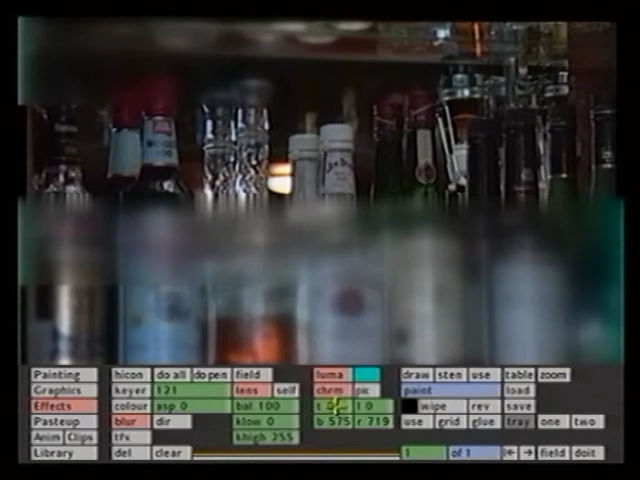 Painting hicon do all do pen field luma draw sten use table zoom
Graphics keyer 121 lens self chrm pic paint load
Effects colour asp 0 bal 100 t l 0 wipe rev save
Pasteup blur dir klow 0 b 575 r 719 use grid glue tray one two
Anim Clips tfx khigh 255
Library del clear 1 of 1 field doit